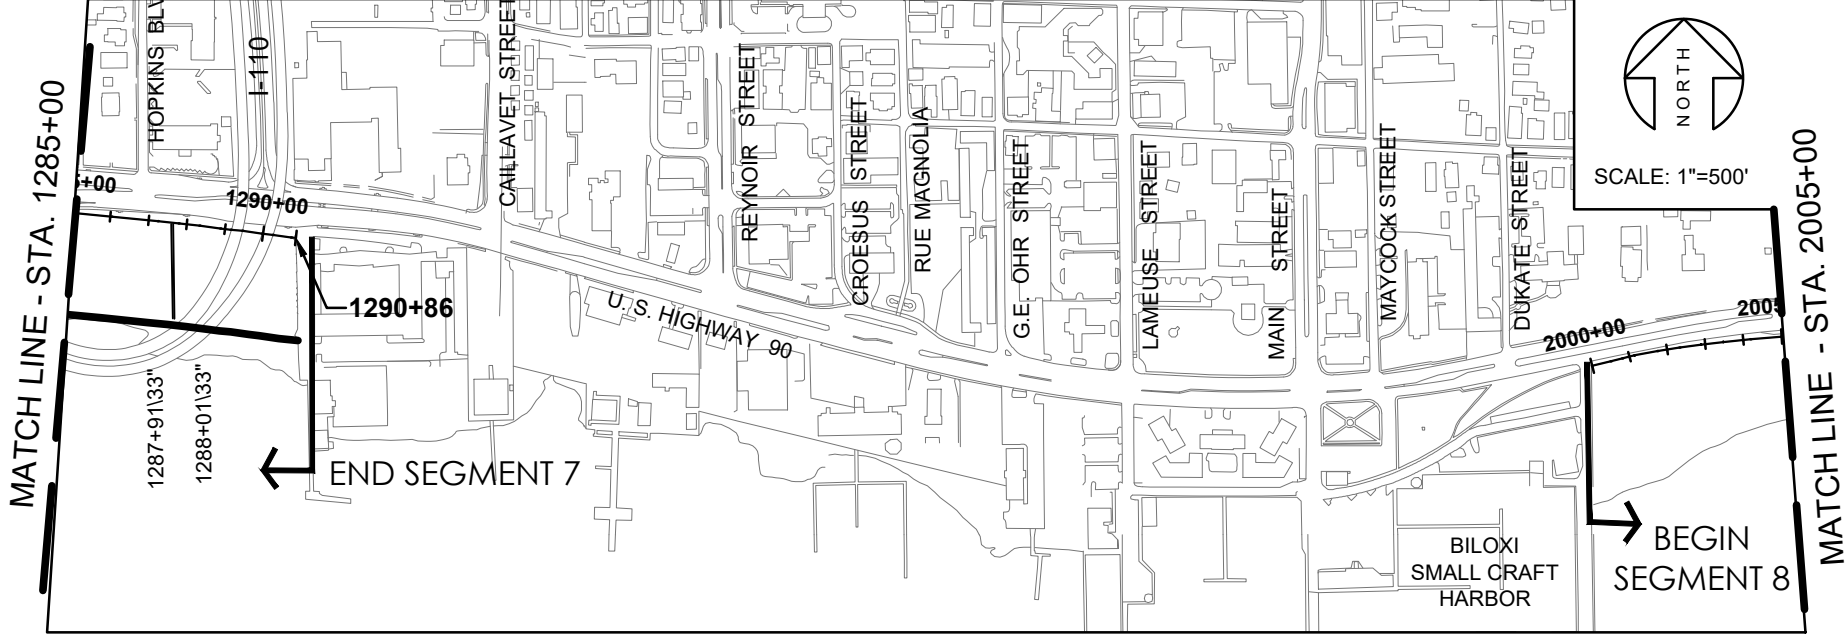 MATCH LINE - STA. 1285+00
HOPKINS BLV
I-110
CAILLAVET STREET
REYNOIR STREET
CROESUS STREET
RUE MAGNOLIA
G.E. OHR STREET
LAMEUSE STREET
MAIN STREET
MAYCOCK STREET
DUKATE STREET
NORTH
SCALE: 1"=500'
MATCH LINE - STA. 2005+00
5+00
1290+00
1290+86
U. S. HIGHWAY 90
2000+00
2005
1287+91\33"
1288+01\33"
END SEGMENT 7
BILOXI
SMALL CRAFT
HARBOR
BEGIN
SEGMENT 8